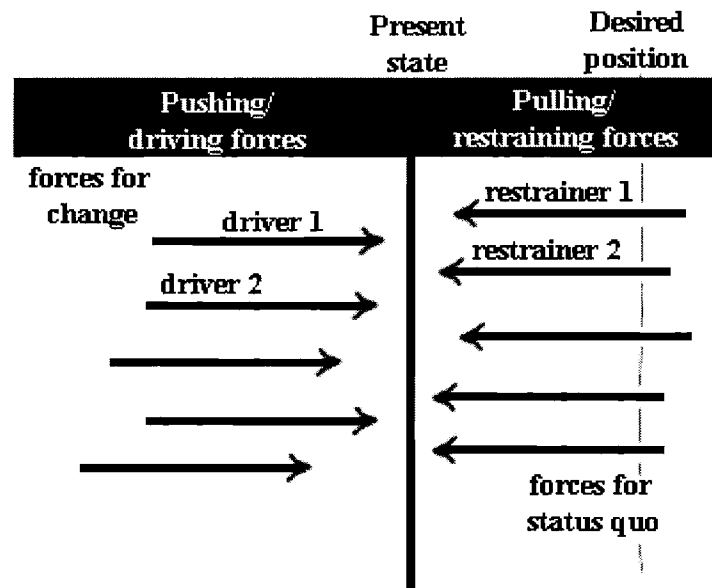 Present
state
Desired
position
Pushing/
driving forces
Pulling/
restraining forces
forces for
change
driver 1
restrainer 1
driver 2
restrainer 2
forces for
status quo